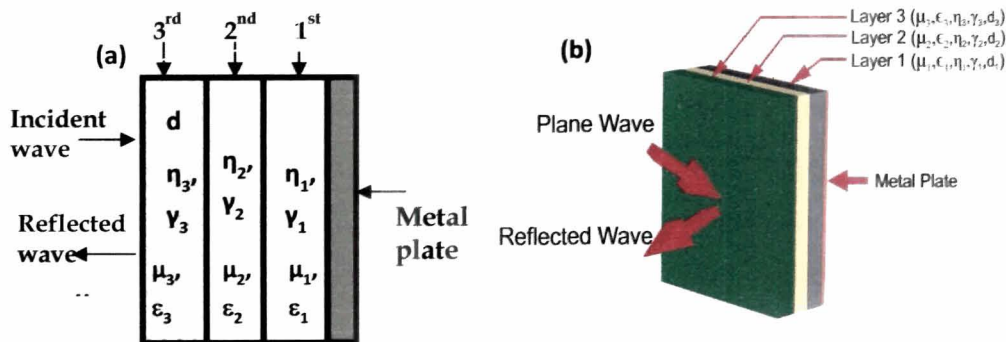 3rd 2nd 1st
(a)
Incident
wave
d
η3,
γ3
η2,
γ2
η1,
γ1
Reflected
wave
..
μ3,
ε3
μ2,
ε2
μ1,
ε1
Metal
plate
(b)
Layer 3 (μ3,ε3,η3,γ3,d3)
Layer 2 (μ2,ε2,η2,γ2,d2)
Layer 1 (μ1,ε1,η1,γ1,d1)
Plane Wave
Metal Plate
Reflected Wave